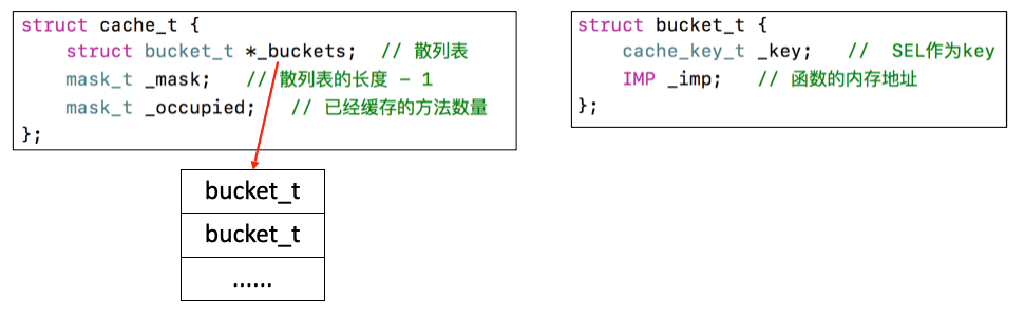 struct cache_t {
struct bucket_t *_buckets; // 散列表
mask_t _mask; // 散列表的长度 - 1
mask_t _occupied; // 已经缓存的方法数量
};
bucket_t
bucket_t
......
struct bucket_t {
cache_key_t _key; // SEL作为key
IMP _imp; // 函数的内存地址
};